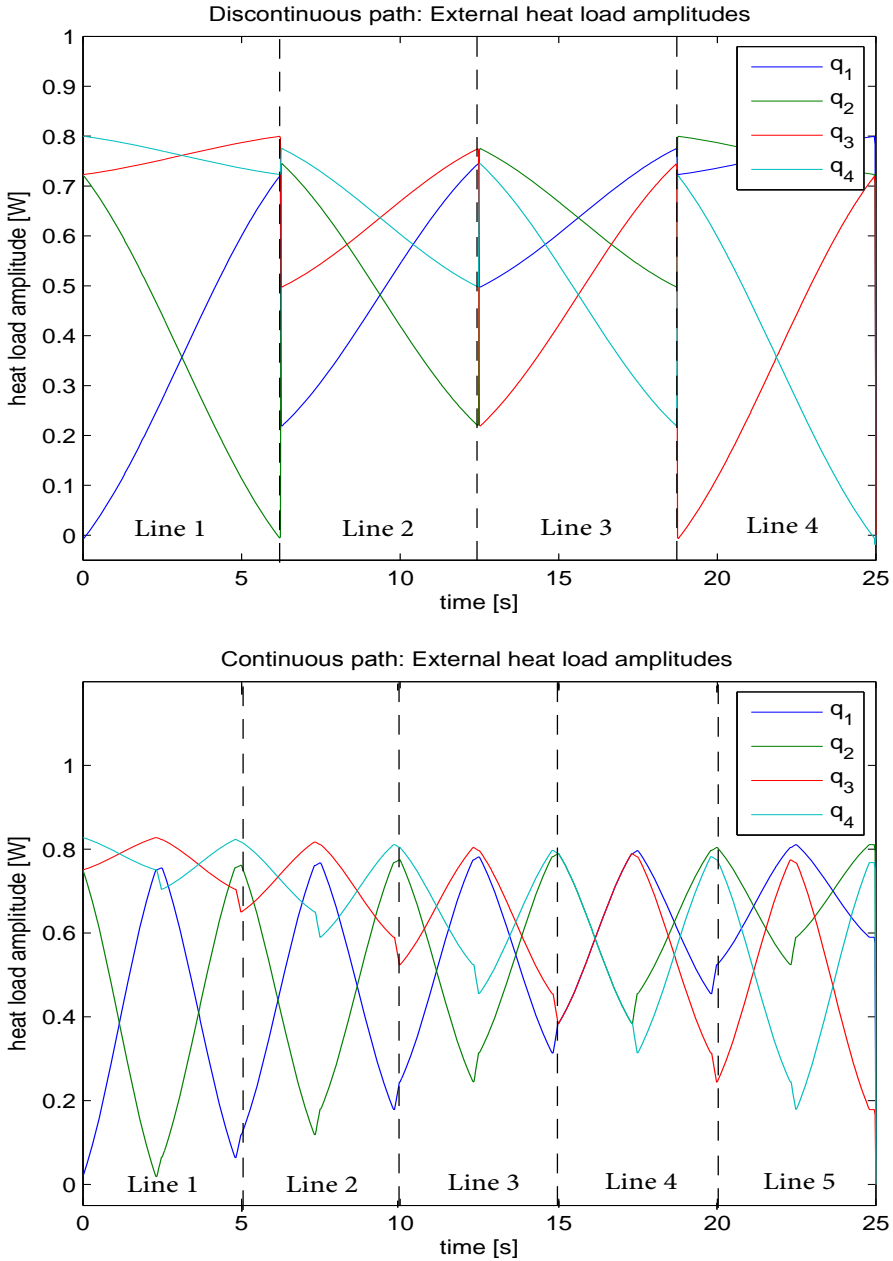 Discontinuous path: External heat load amplitudes
1
0.9
0.8
0.7
0.6
0.5
0.4
0.3
0.2
0.1
0
heat load amplitude [W]
q1
q2
q3
q4
Line 1
Line 2
Line 3
Line 4
0 5 10 15 20 25
time [s]
Continuous path: External heat load amplitudes
1
0.8
0.6
0.4
0.2
0
heat load amplitude [W]
q1
q2
q3
q4
Line 1
Line 2
Line 3
Line 4
Line 5
0 5 10 15 20 25
time [s]